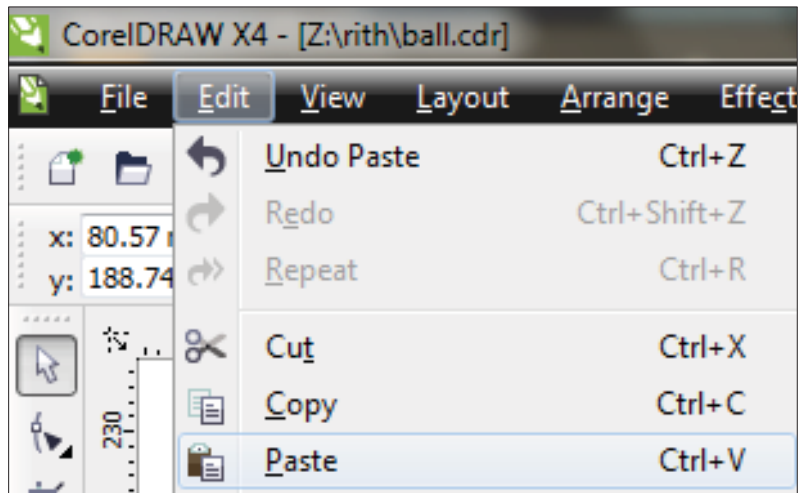 CorelDRAW X4 - [Z:\rith\ball.cdr]
File Edit View Layout Arrange Effect
Undo Paste Ctrl+Z
Redo Ctrl+Shift+Z
x: 80.57
y: 188.74
Repeat Ctrl+R
Cut Ctrl+X
Copy Ctrl+C
230
Paste Ctrl+V